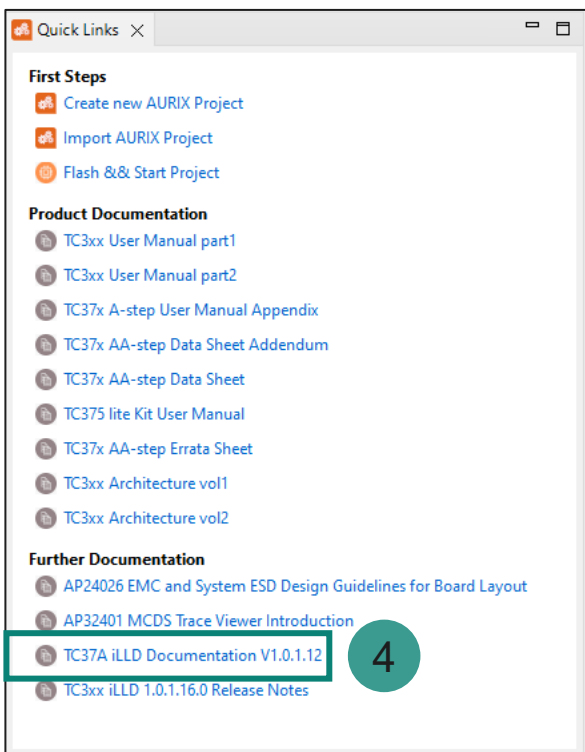 Quick Links
First Steps
Create new AURIX Project
Import AURIX Project
Flash && Start Project
Product Documentation
TC3xx User Manual part1
TC3xx User Manual part2
TC37x A-step User Manual Appendix
TC37x AA-step Data Sheet Addendum
TC37x AA-step Data Sheet
TC375 lite Kit User Manual
TC37x AA-step Errata Sheet
TC3xx Architecture vol1
TC3xx Architecture vol2
Further Documentation
AP24026 EMC and System ESD Design Guidelines for Board Layout
AP32401 MCDS Trace Viewer Introduction
TC37A iLLD Documentation V1.0.1.12
4
TC3xx iLLD 1.0.1.16.0 Release Notes